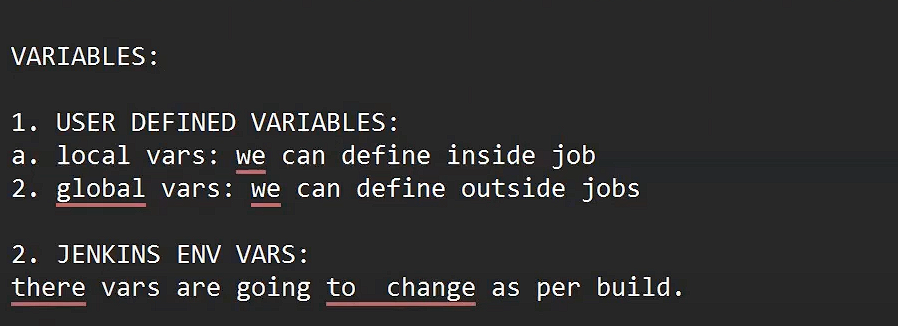 VARIABLES:
1. USER DEFINED VARIABLES:
a. local vars: we can define inside job
2. global vars: we can define outside jobs
2. JENKINS ENV VARS:
there vars are going to  change as per build.